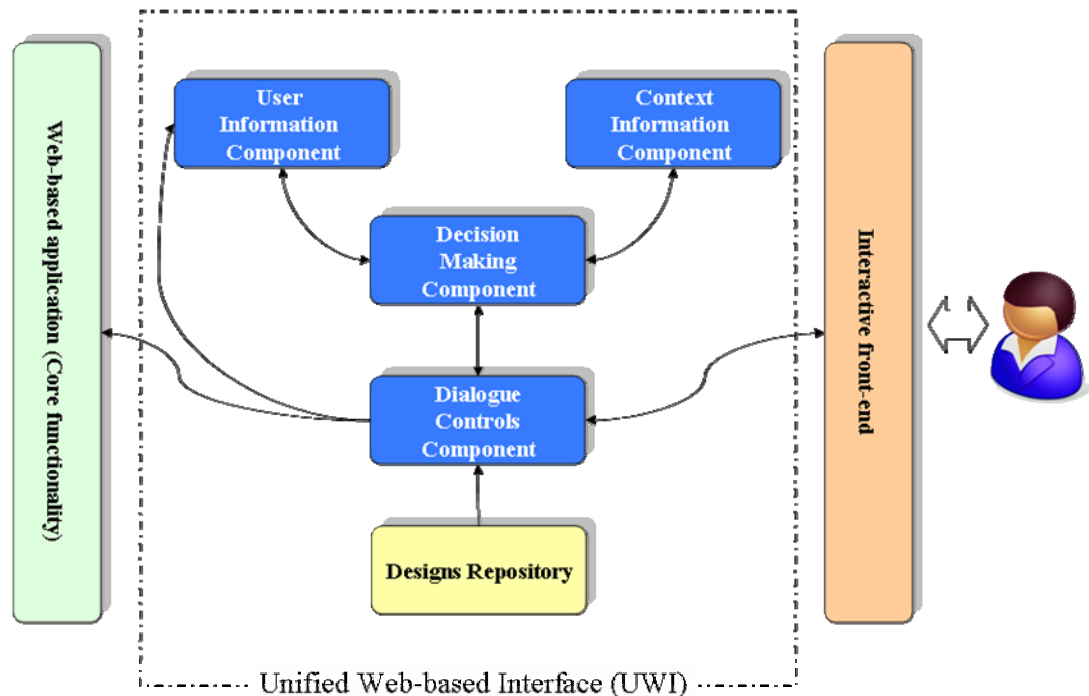 Web-based application (Core functionality)
User
Information
Component
Context
Information
Component
Decision
Making
Component
Dialogue
Controls
Component
Designs Repository
Interactive front-end
Unified Web-based Interface (UWI)